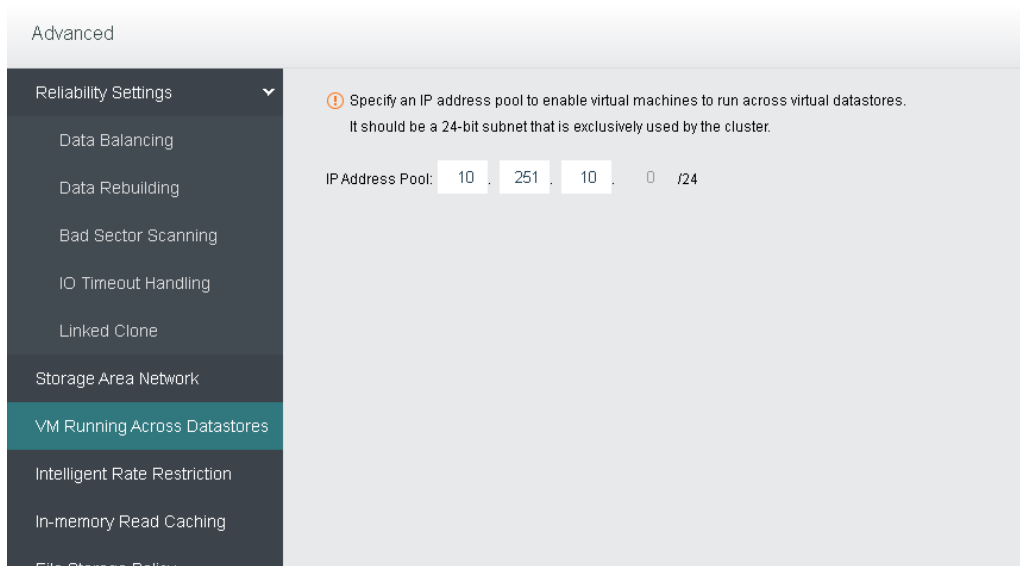 Advanced
Reliability Settings
Data Balancing
Data Rebuilding
Bad Sector Scanning
IO Timeout Handling
Linked Clone
Storage Area Network
VM Running Across Datastores
Intelligent Rate Restriction
In-memory Read Caching
File Storage Policy
Specify an IP address pool to enable virtual machines to run across virtual datastores.
It should be a 24-bit subnet that is exclusively used by the cluster.
IP Address Pool: 10 . 251 . 10 . 0 /24